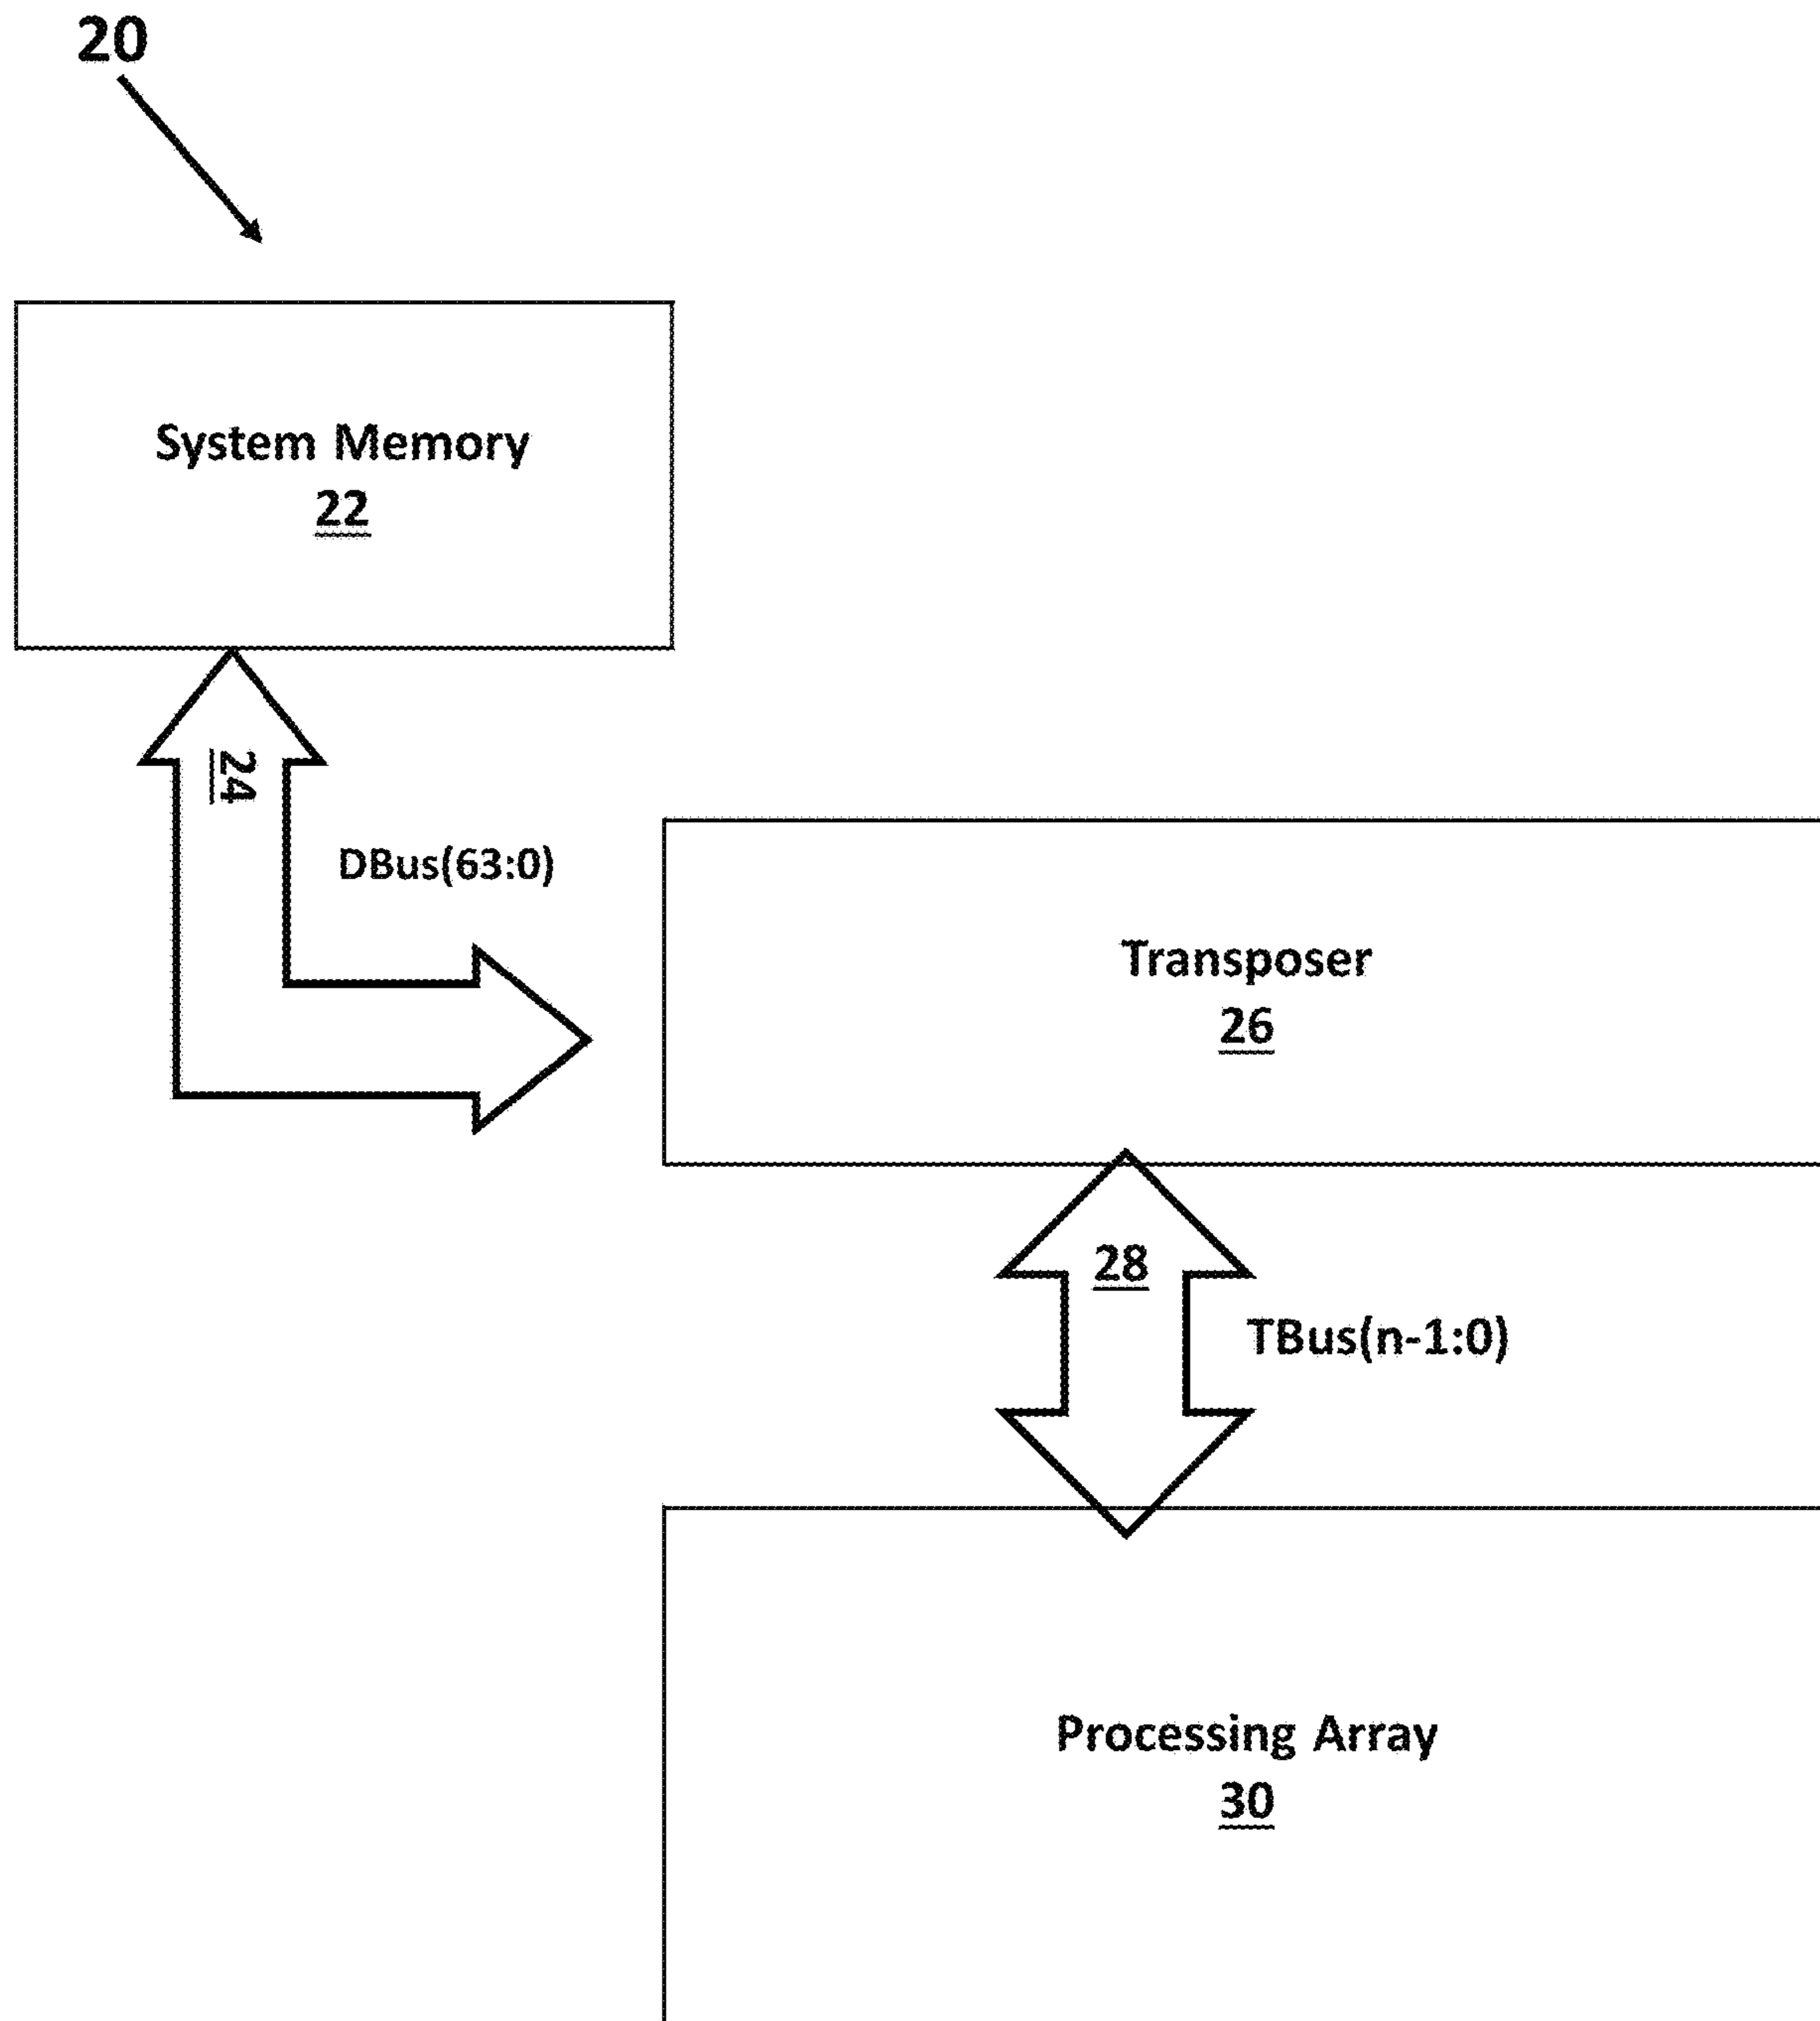 20
System Memory
22
24
DBus(63:0)
Transposer
26
28
TBus(n-1:0)
Processing Array
30